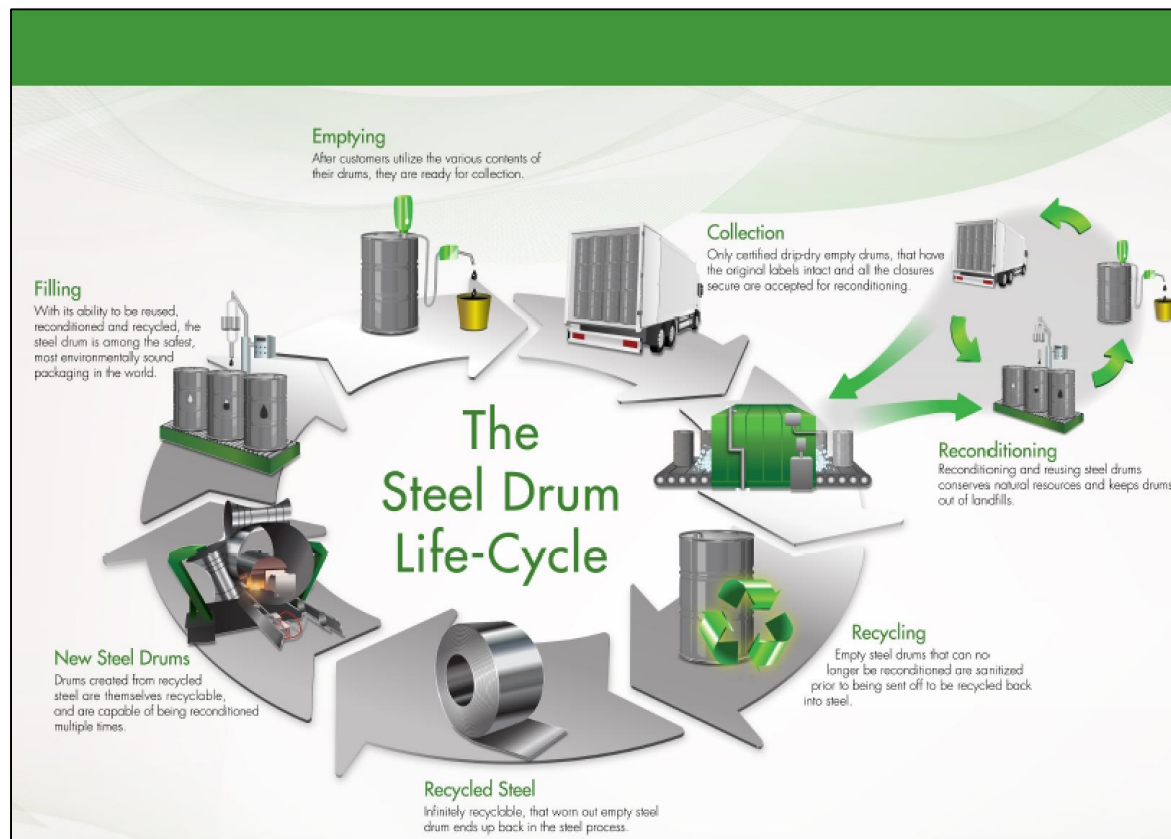 Emptying
After customers utilize the various contents of
their drums, they are ready for collection.
Collection
Only certified drip-dry empty drums, that have
the original labels intact and all the closures
secure are accepted for reconditioning.
Filling
With its ability to be reused,
reconditioned and recycled, the
steel drum is among the safest,
most environmentally sound
packaging in the world.
The
Steel Drum
Life-Cycle
Reconditioning
Reconditioning and reusing steel drums
conserves natural resources and keeps drums
out of landfills.
Recycling
Empty steel drums that can no
longer be reconditioned are sanitized
prior to being sent off to be recycled back
into steel.
New Steel Drums
Drums created from recycled
steel are themselves recyclable,
and are capable of being reconditioned
multiple times.
Recycled Steel
Infinitely recyclable, that worn out empty steel
drum ends up back in the steel process.